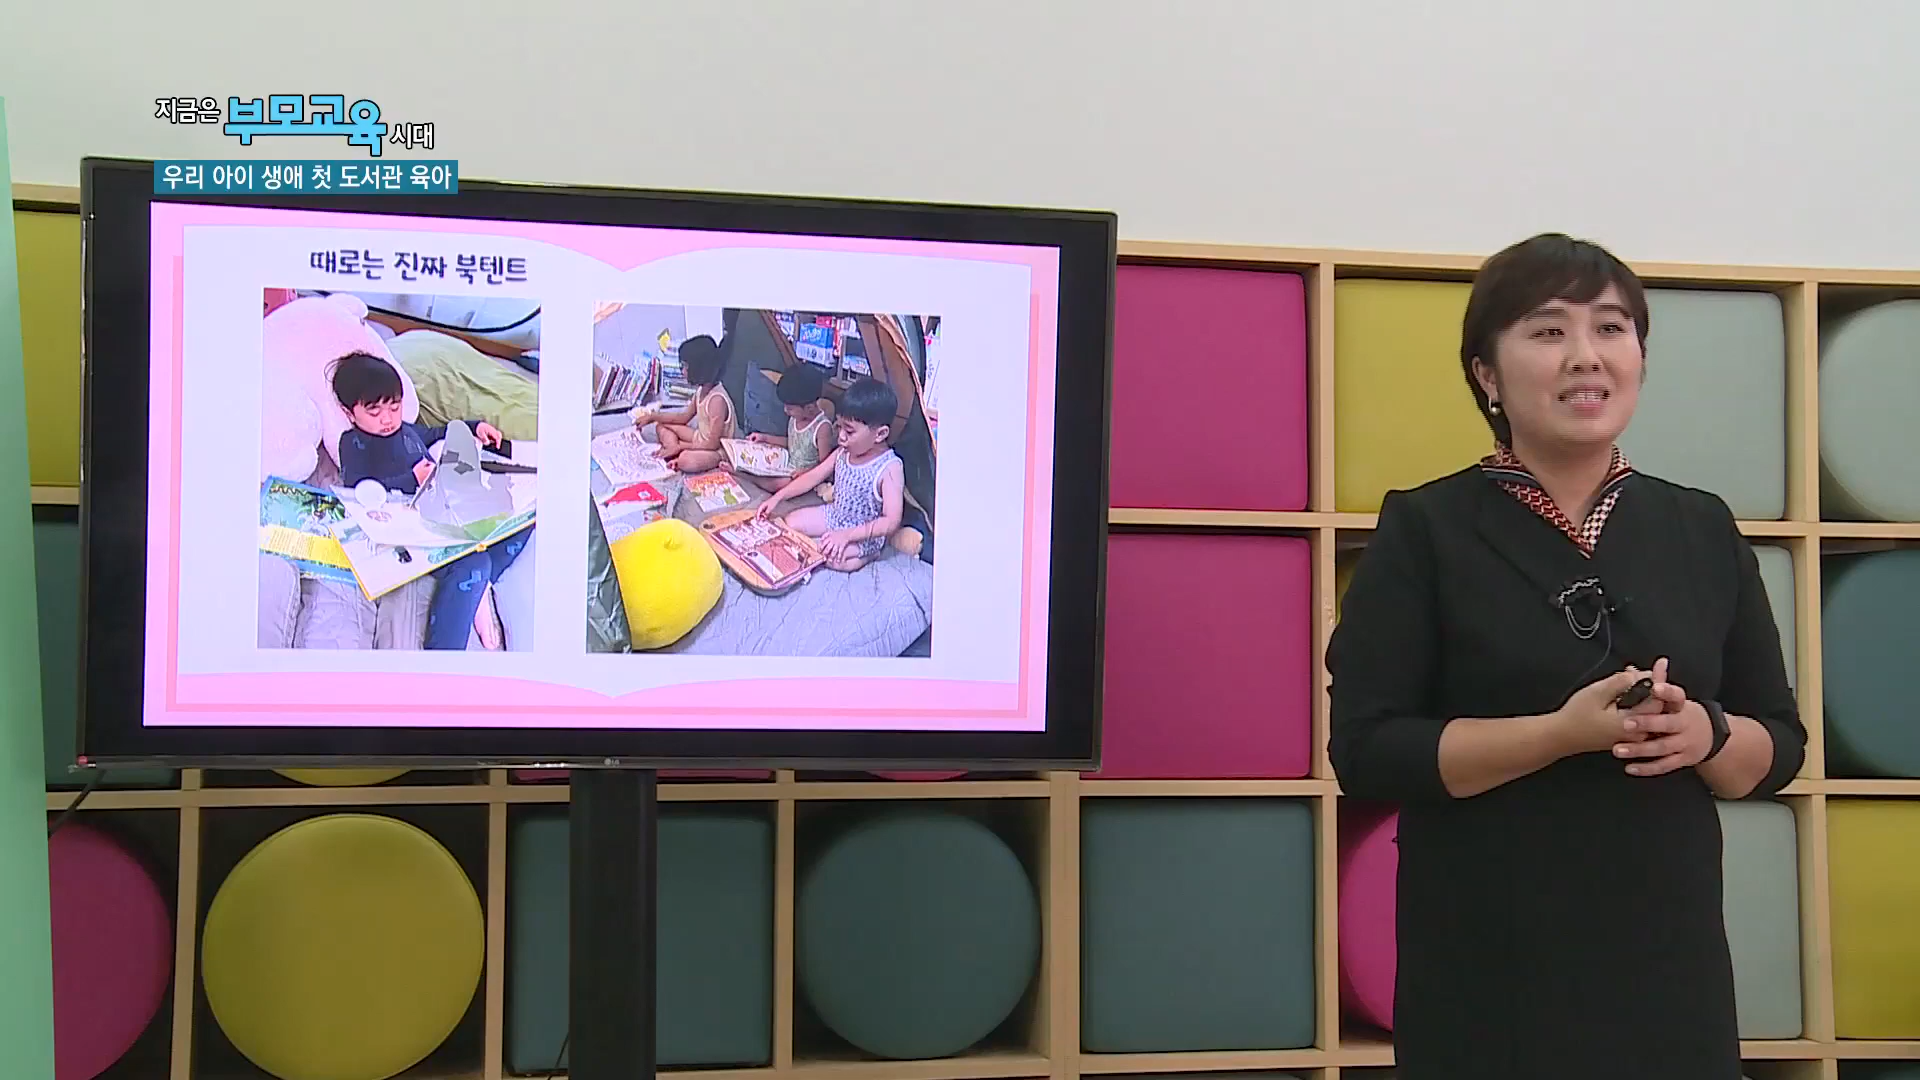 지금은 부모교육 시대
우리 아이 생애 첫 도서관 육아
때로는 진짜 북텐트
LG